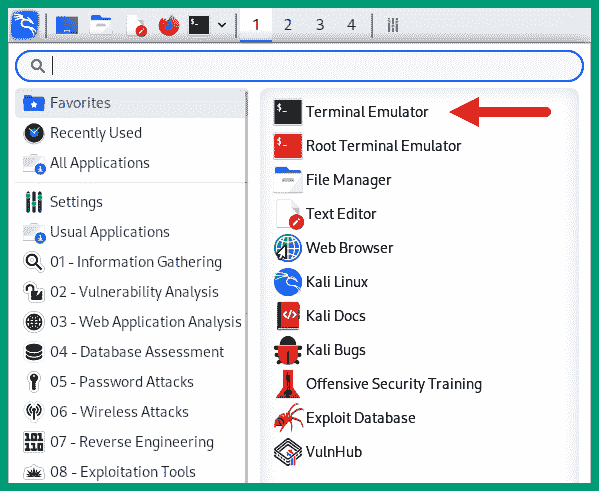 1 2 3 4
Favorites
Recently Used
All Applications
Settings
Usual Applications
01 - Information Gathering
02 - Vulnerability Analysis
03 - Web Application Analysis
04 - Database Assessment
05 - Password Attacks
06 - Wireless Attacks
07 - Reverse Engineering
08 - Exploitation Tools
Terminal Emulator
Root Terminal Emulator
File Manager
Text Editor
Web Browser
Kali Linux
Kali Docs
Kali Bugs
Offensive Security Training
Exploit Database
VulnHub